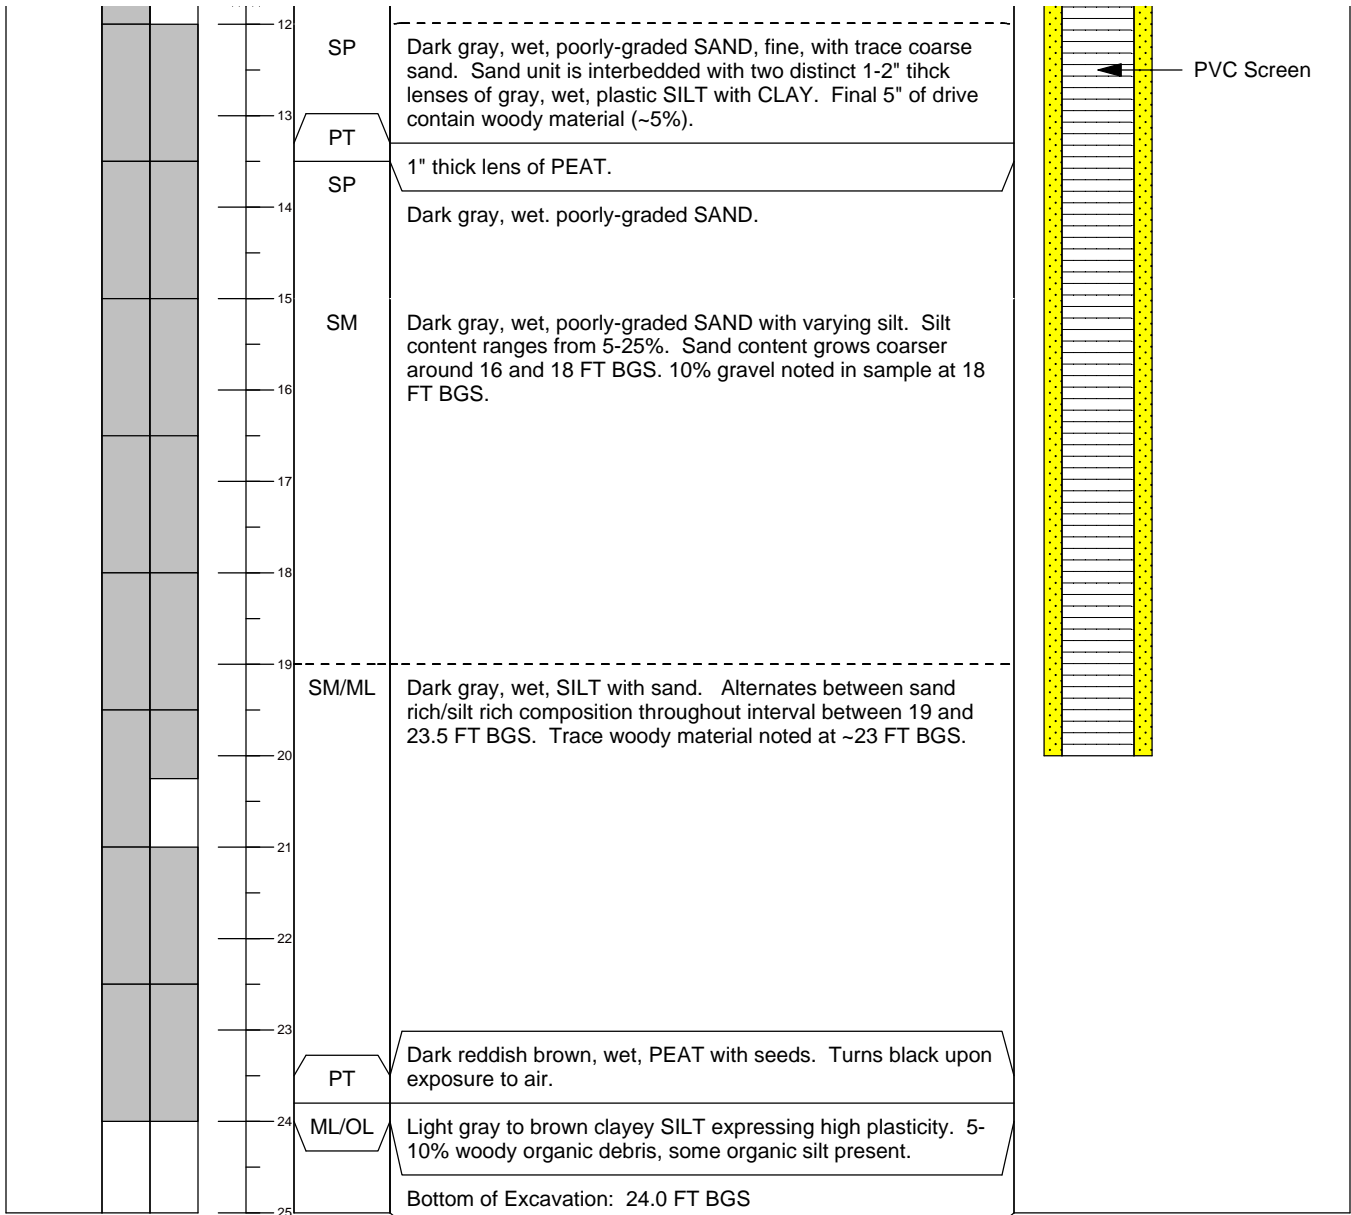 12
SP
Dark gray, wet, poorly-graded SAND, fine, with trace coarse
sand. Sand unit is interbedded with two distinct 1-2" tihck
lenses of gray, wet, plastic SILT with CLAY. Final 5" of drive
contain woody material (~5%).
PVC Screen
13
PT
1" thick lens of PEAT.
SP
14
Dark gray, wet. poorly-graded SAND.
15
SM
Dark gray, wet, poorly-graded SAND with varying silt. Silt
content ranges from 5-25%. Sand content grows coarser
around 16 and 18 FT BGS. 10% gravel noted in sample at 18
FT BGS.
16
17
18
19
SM/ML
Dark gray, wet, SILT with sand. Alternates between sand
rich/silt rich composition throughout interval between 19 and
23.5 FT BGS. Trace woody material noted at ~23 FT BGS.
20
21
22
23
PT
Dark reddish brown, wet, PEAT with seeds. Turns black upon
exposure to air.
24
ML/OL
Light gray to brown clayey SILT expressing high plasticity. 5-
10% woody organic debris, some organic silt present.
Bottom of Excavation: 24.0 FT BGS
25